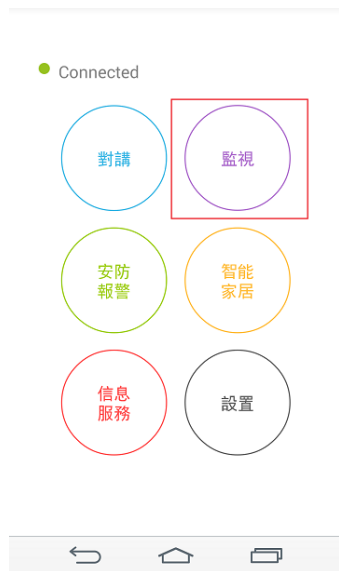 Connected
對講
監視
安防
報警
智能
家居
信息
服務
設置